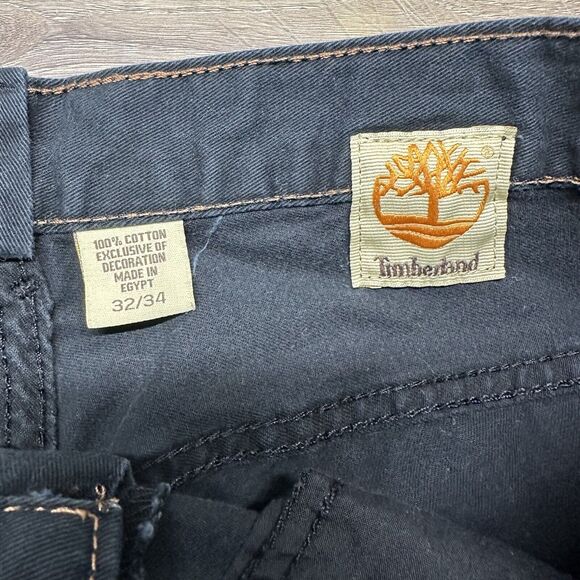 100% COTTON
EXCLUSIVE OF
DECORATION
MADE IN
EGYPT
32/34
®
Timberland